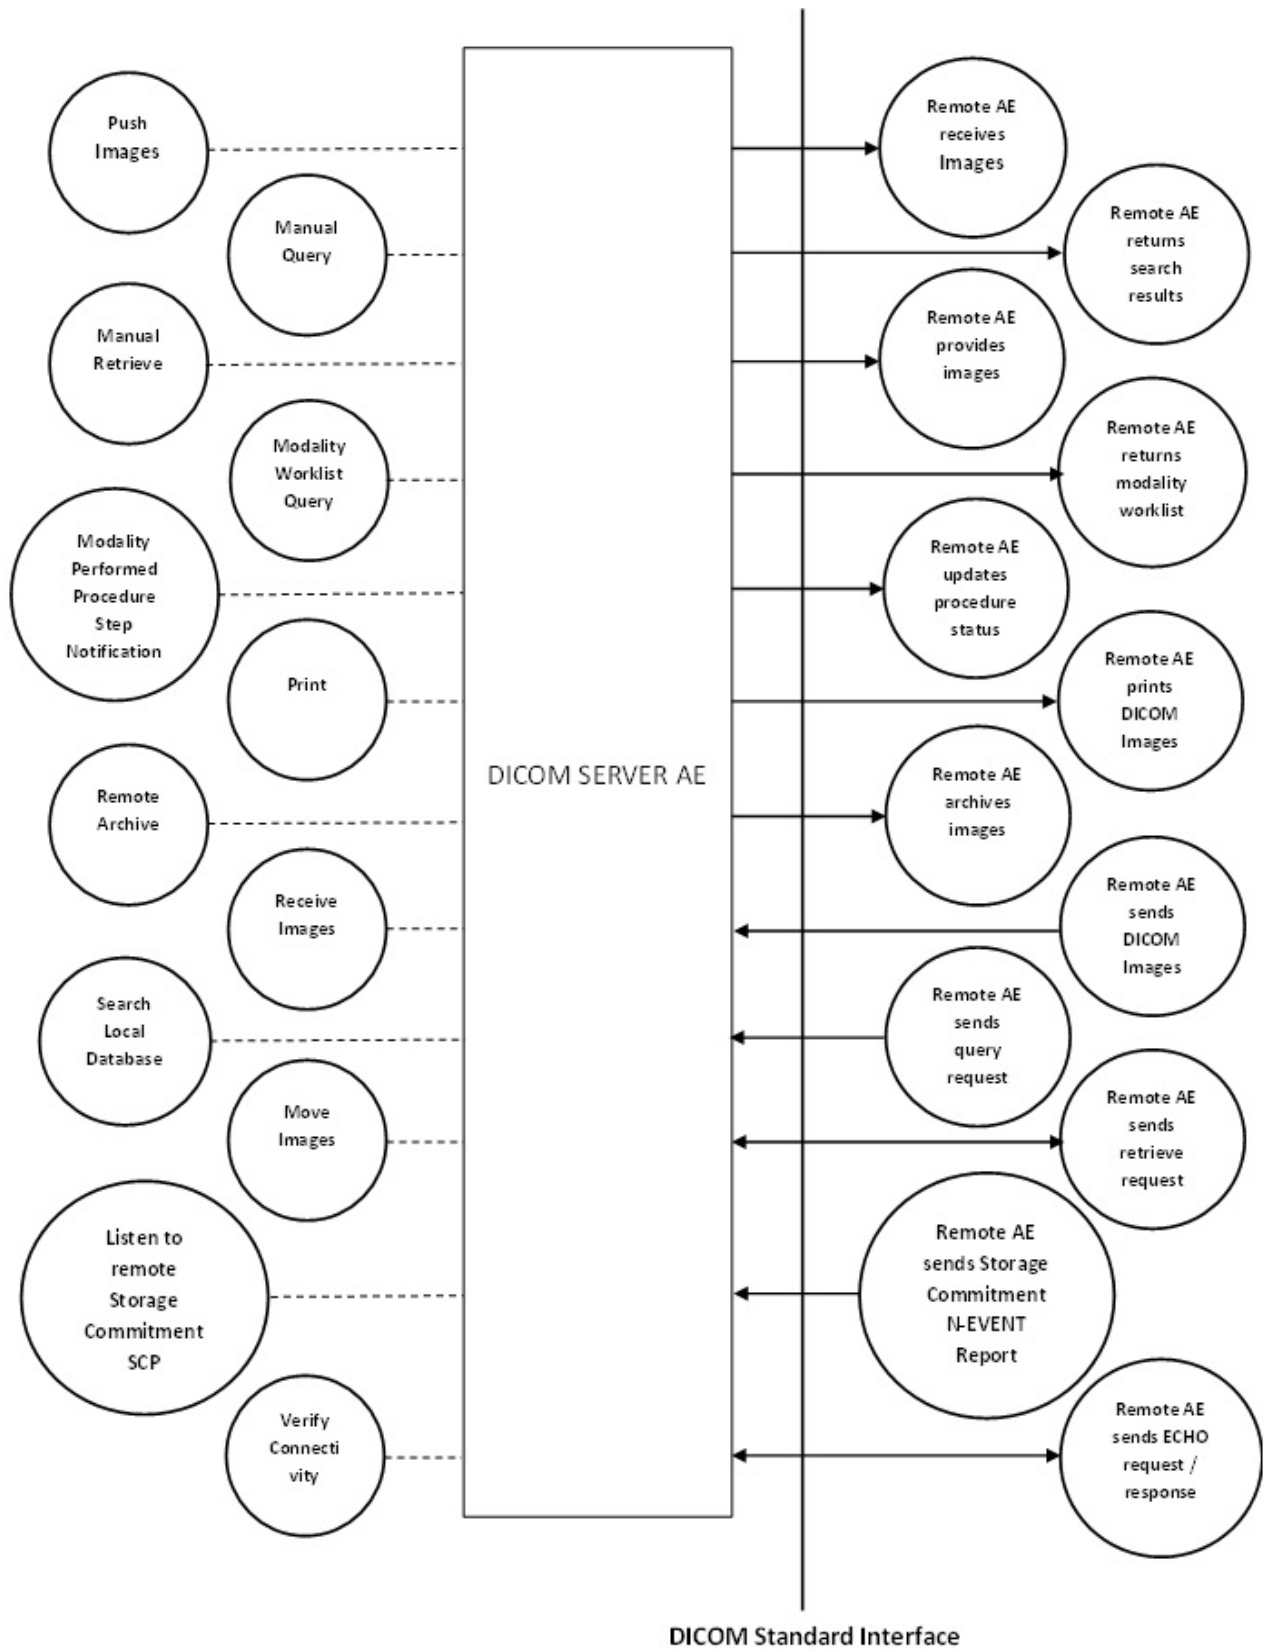 Push
Images
Manual
Query
Manual
Retrieve
Modality
Worklist
Query
Modality
Performed
Procedure
Step
Notification
Print
Remote
Archive
Receive
Images
Search
Local
Database
Move
Images
Listen to
remote
Storage
Commitment
SCP
Verify
Connecti
vity
DICOM SERVER AE
Remote AE
receives
Images
Remote AE
returns
search
results
Remote AE
provides
images
Remote AE
returns
modality
worklist
Remote AE
updates
procedure
status
Remote AE
prints
DICOM
Images
Remote AE
archives
images
Remote AE
sends
DICOM
Images
Remote AE
sends
query
request
Remote AE
sends
retrieve
request
Remote AE
sends Storage
Commitment
N-EVENT
Report
Remote AE
sends ECHO
request /
response
DICOM Standard Interface